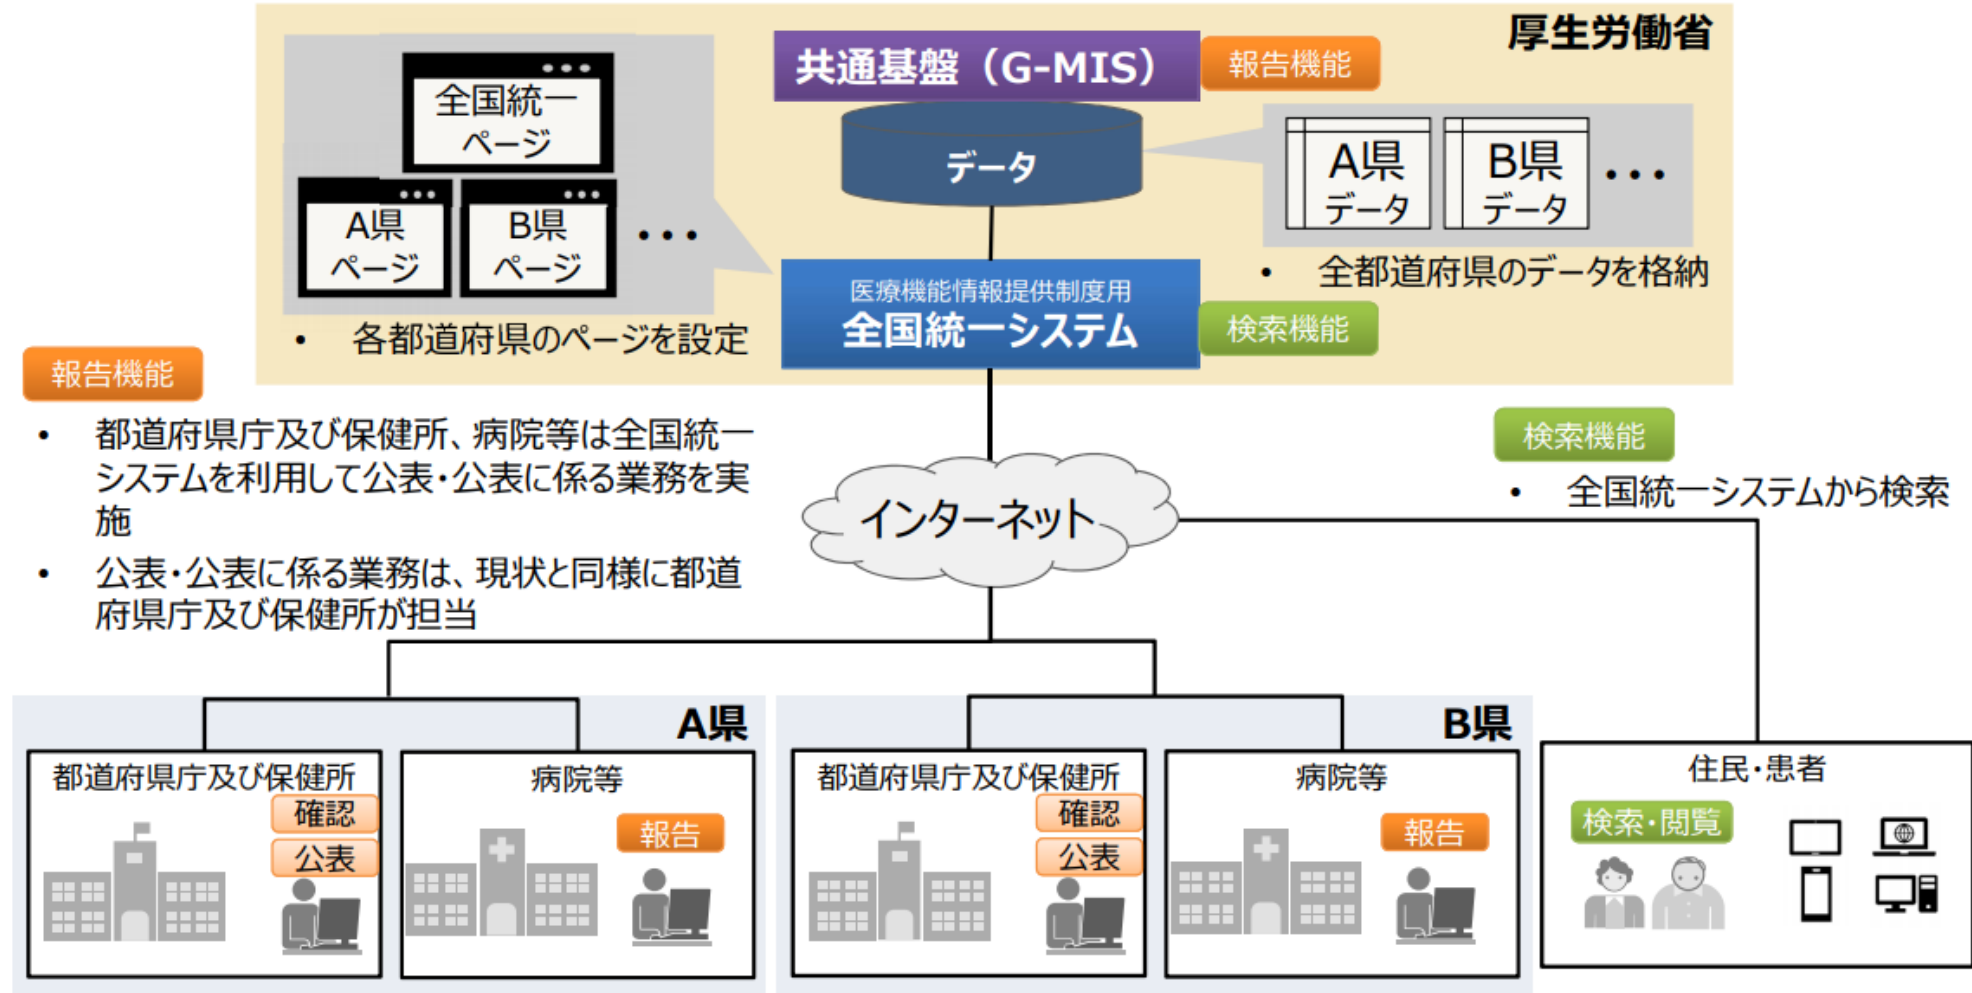 厚生労働省
共通基盤（G-MIS）
報告機能
全国統一
ページ
A県
ページ
B県
ページ
・・・
• 各都道府県のページを設定
データ
A県
データ
B県
データ
・・・
• 全都道府県のデータを格納
医療機能情報提供制度用
全国統一システム
検索機能
報告機能
• 都道府県庁及び保健所、病院等は全国統一
システムを利用して公表・公表に係る業務を実
施
• 公表・公表に係る業務は、現状と同様に都道
府県庁及び保健所が担当
検索機能
• 全国統一システムから検索
インターネット
A県
都道府県庁及び保健所
確認
公表
病院等
報告
B県
都道府県庁及び保健所
確認
公表
病院等
報告
住民・患者
検索・閲覧